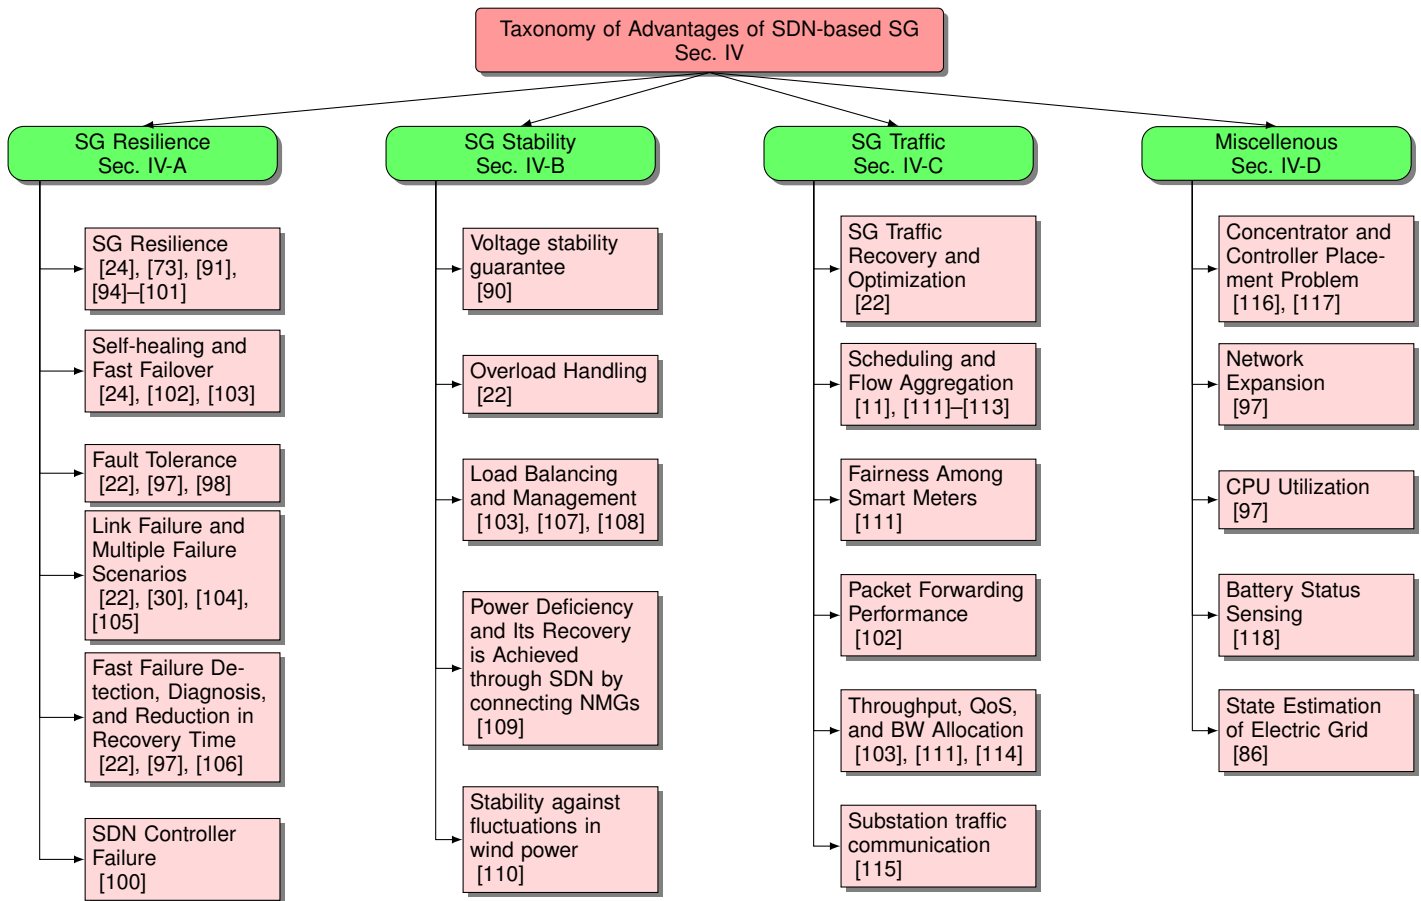 Taxonomy of Advantages of SDN-based SG
Sec. IV
SG Resilience
Sec. IV-A
SG Resilience
[24], [73], [91],
[94]–[101]
Self-healing and
Fast Failover
[24], [102], [103]
Fault Tolerance
[22], [97], [98]
Link Failure and
Multiple Failure
Scenarios
[22], [30], [104],
[105]
Fast Failure De-
tection, Diagnosis,
and Reduction in
Recovery Time
[22], [97], [106]
SDN Controller
Failure
[100]
SG Stability
Sec. IV-B
Voltage stability
guarantee
[90]
Overload Handling
[22]
Load Balancing
and Management
[103], [107], [108]
Power Deficiency
and Its Recovery
is Achieved
through SDN by
connecting NMGs
[109]
Stability against
fluctuations in
wind power
[110]
SG Traffic
Sec. IV-C
SG Traffic
Recovery and
Optimization
[22]
Scheduling and
Flow Aggregation
[11], [111]–[113]
Fairness Among
Smart Meters
[111]
Packet Forwarding
Performance
[102]
Throughput, QoS,
and BW Allocation
[103], [111], [114]
Substation traffic
communication
[115]
Miscellenous
Sec. IV-D
Concentrator and
Controller Place-
ment Problem
[116], [117]
Network
Expansion
[97]
CPU Utilization
[97]
Battery Status
Sensing
[118]
State Estimation
of Electric Grid
[86]